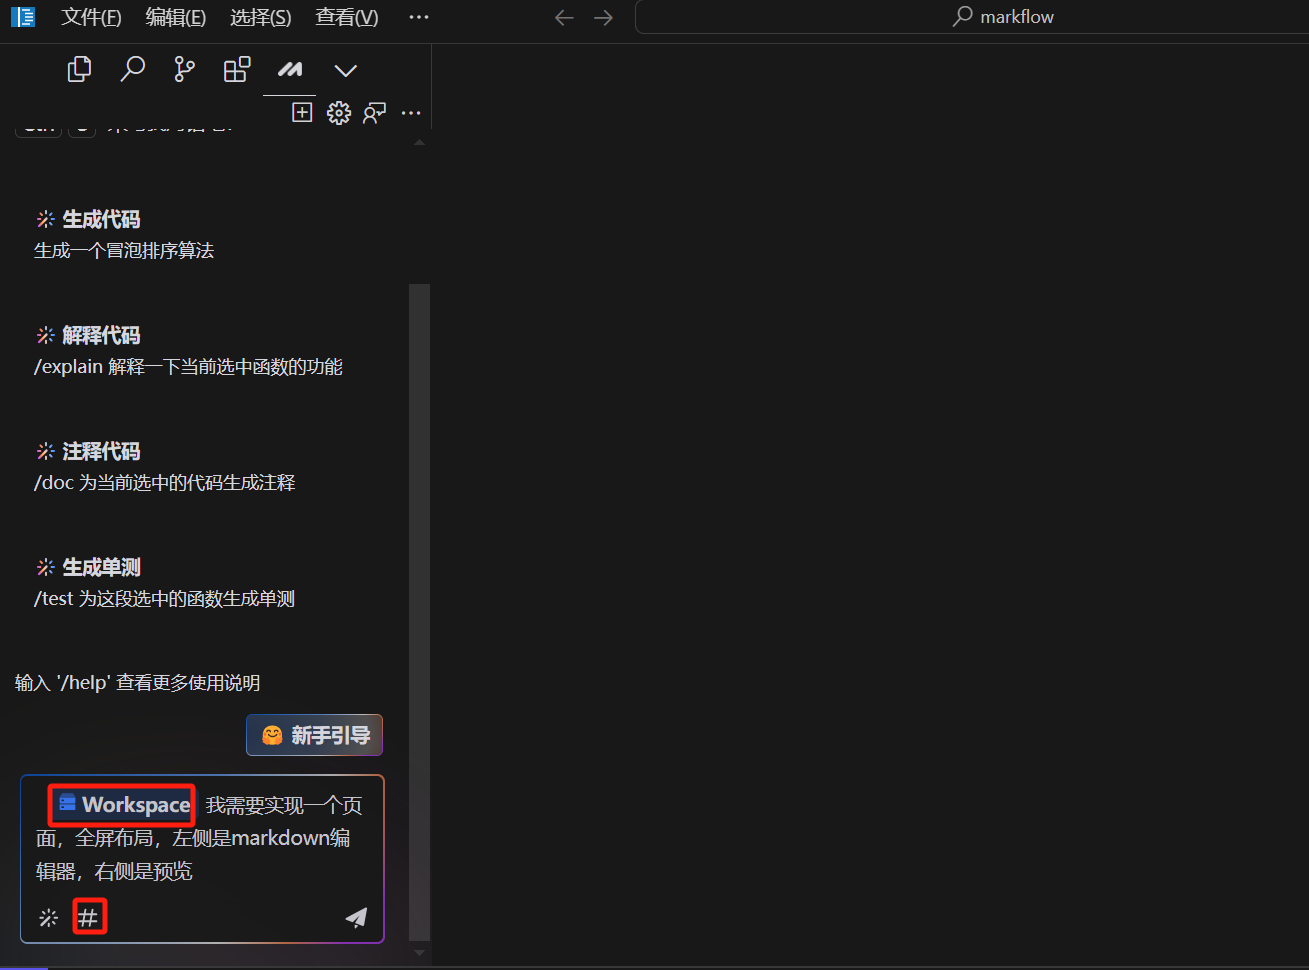 文件(F) 编辑(E) 选择(S) 查看(V) ··· markflow
生成代码
生成一个冒泡排序算法
解释代码
/explain 解释一下当前选中函数的功能
注释代码
/doc 为当前选中的代码生成注释
生成单测
/test 为这段选中的函数生成单测
输入 '/help' 查看更多使用说明
新手引导
Workspace 我需要实现一个页
面，全屏布局，左侧是markdown编
辑器，右侧是预览
#